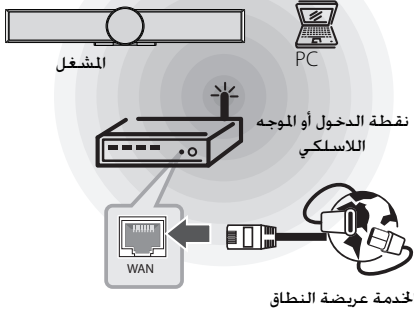 المشغل
PC
نقطة الدخول أو الموجه
اللاسلكي
WAN
لخدمة عريضة النطاق